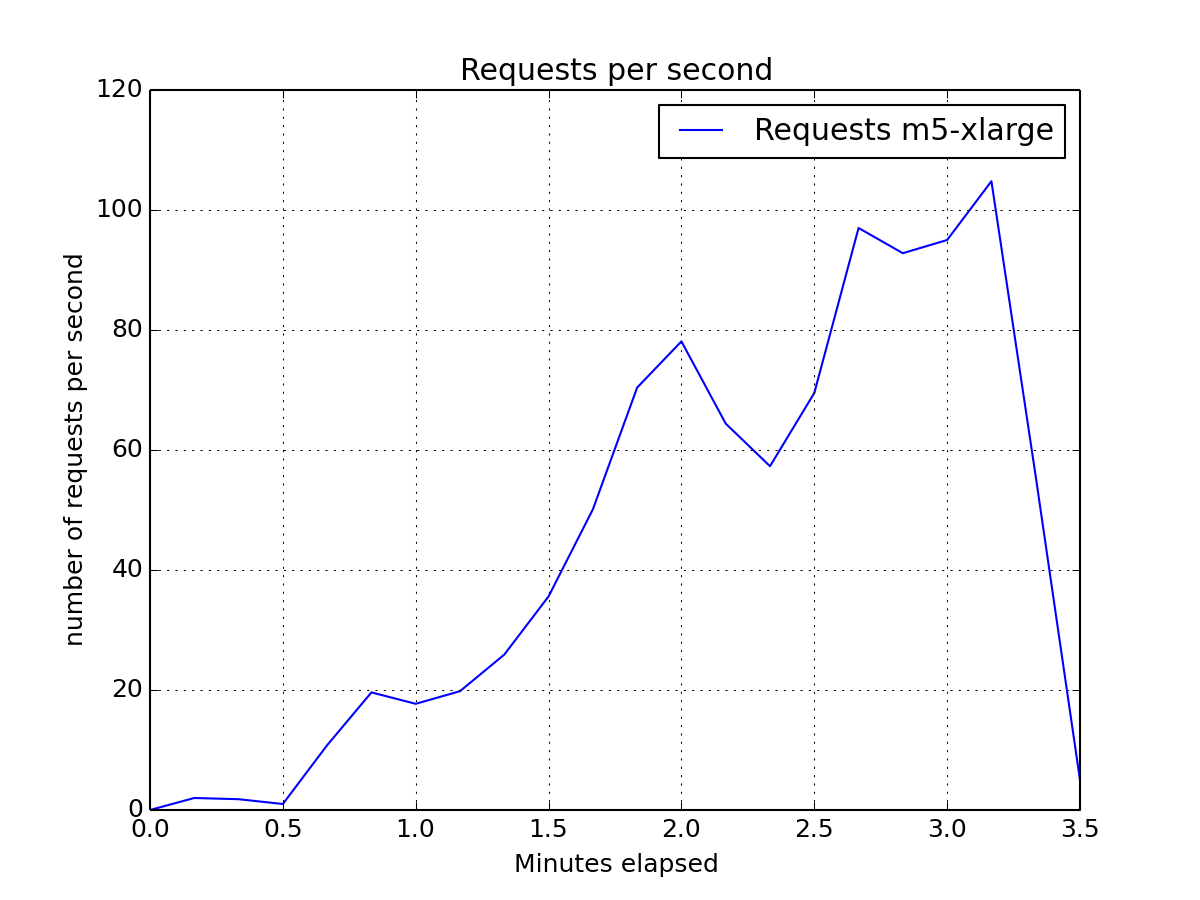 Requests per second
Requests m5-xlarge
120
100
80
60
40
20
0
number of requests per second
0.0 0.5 1.0 1.5 2.0 2.5 3.0 3.5
Minutes elapsed